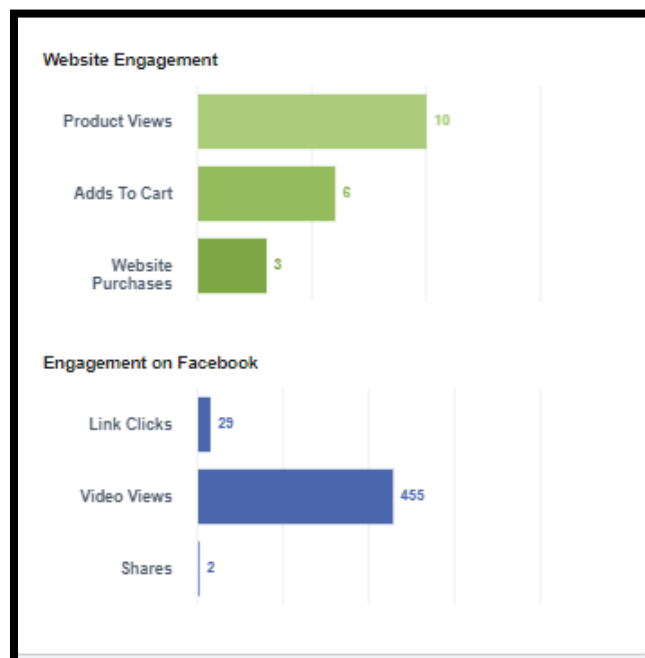 Website Engagement
Product Views
10
Adds To Cart
6
Website
Purchases
3
Engagement on Facebook
Link Clicks
29
Video Views
455
Shares
2